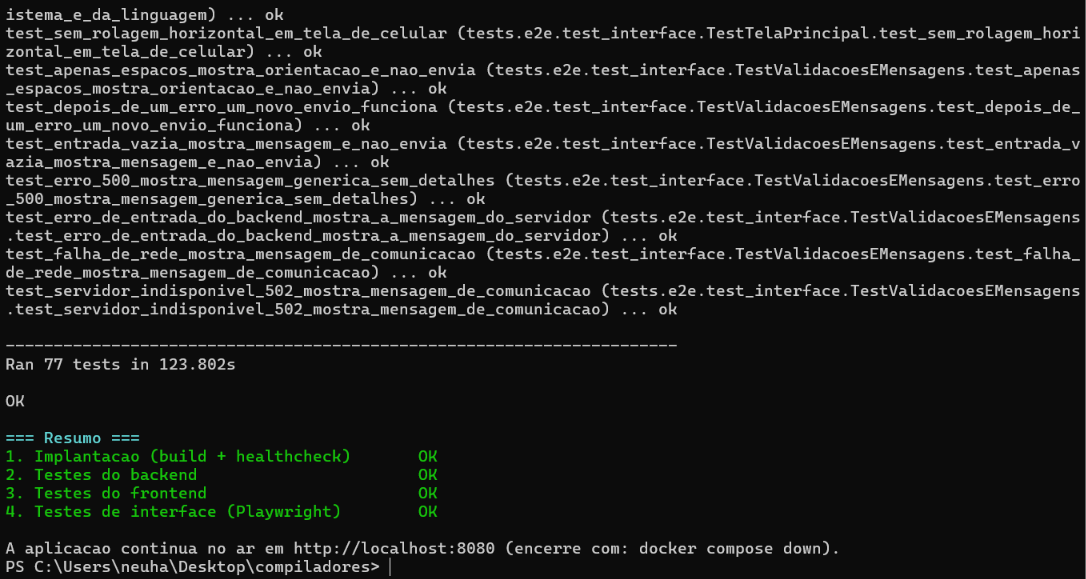 istema_e_da_linguagem) ... ok
test_sem_rolagem_horizontal_em_tela_de_celular (tests.e2e.test_interface.TestTelaPrincipal.test_sem_rolagem_hori
zontal_em_tela_de_celular) ... ok
test_apenas_espacos_mostra_orientacao_e_nao_envia (tests.e2e.test_interface.TestValidacoesEMensagens.test_apenas
_espacos_mostra_orientacao_e_nao_envia) ... ok
test_depois_de_um_erro_um_novo_envio_funciona (tests.e2e.test_interface.TestValidacoesEMensagens.test_depois_de_
um_erro_um_novo_envio_funciona) ... ok
test_entrada_vazia_mostra_mensagem_e_nao_envia (tests.e2e.test_interface.TestValidacoesEMensagens.test_entrada_v
azia_mostra_mensagem_e_nao_envia) ... ok
test_erro_500_mostra_mensagem_generica_sem_detalhes (tests.e2e.test_interface.TestValidacoesEMensagens.test_erro
_500_mostra_mensagem_generica_sem_detalhes) ... ok
test_erro_de_entrada_do_backend_mostra_a_mensagem_do_servidor (tests.e2e.test_interface.TestValidacoesEMensagens
.test_erro_de_entrada_do_backend_mostra_a_mensagem_do_servidor) ... ok
test_falha_de_rede_mostra_mensagem_de_comunicacao (tests.e2e.test_interface.TestValidacoesEMensagens.test_falha_
de_rede_mostra_mensagem_de_comunicacao) ... ok
test_servidor_indisponivel_502_mostra_mensagem_de_comunicacao (tests.e2e.test_interface.TestValidacoesEMensagens
.test_servidor_indisponivel_502_mostra_mensagem_de_comunicacao) ... ok
----------------------------------------------------------------------
Ran 77 tests in 123.802s
OK
=== Resumo ===
1. Implantacao (build + healthcheck) OK
2. Testes do backend OK
3. Testes do frontend OK
4. Testes de interface (Playwright) OK
A aplicacao continua no ar em http://localhost:8080 (encerre com: docker compose down).
PS C:\Users\neuha\Desktop\compiladores>